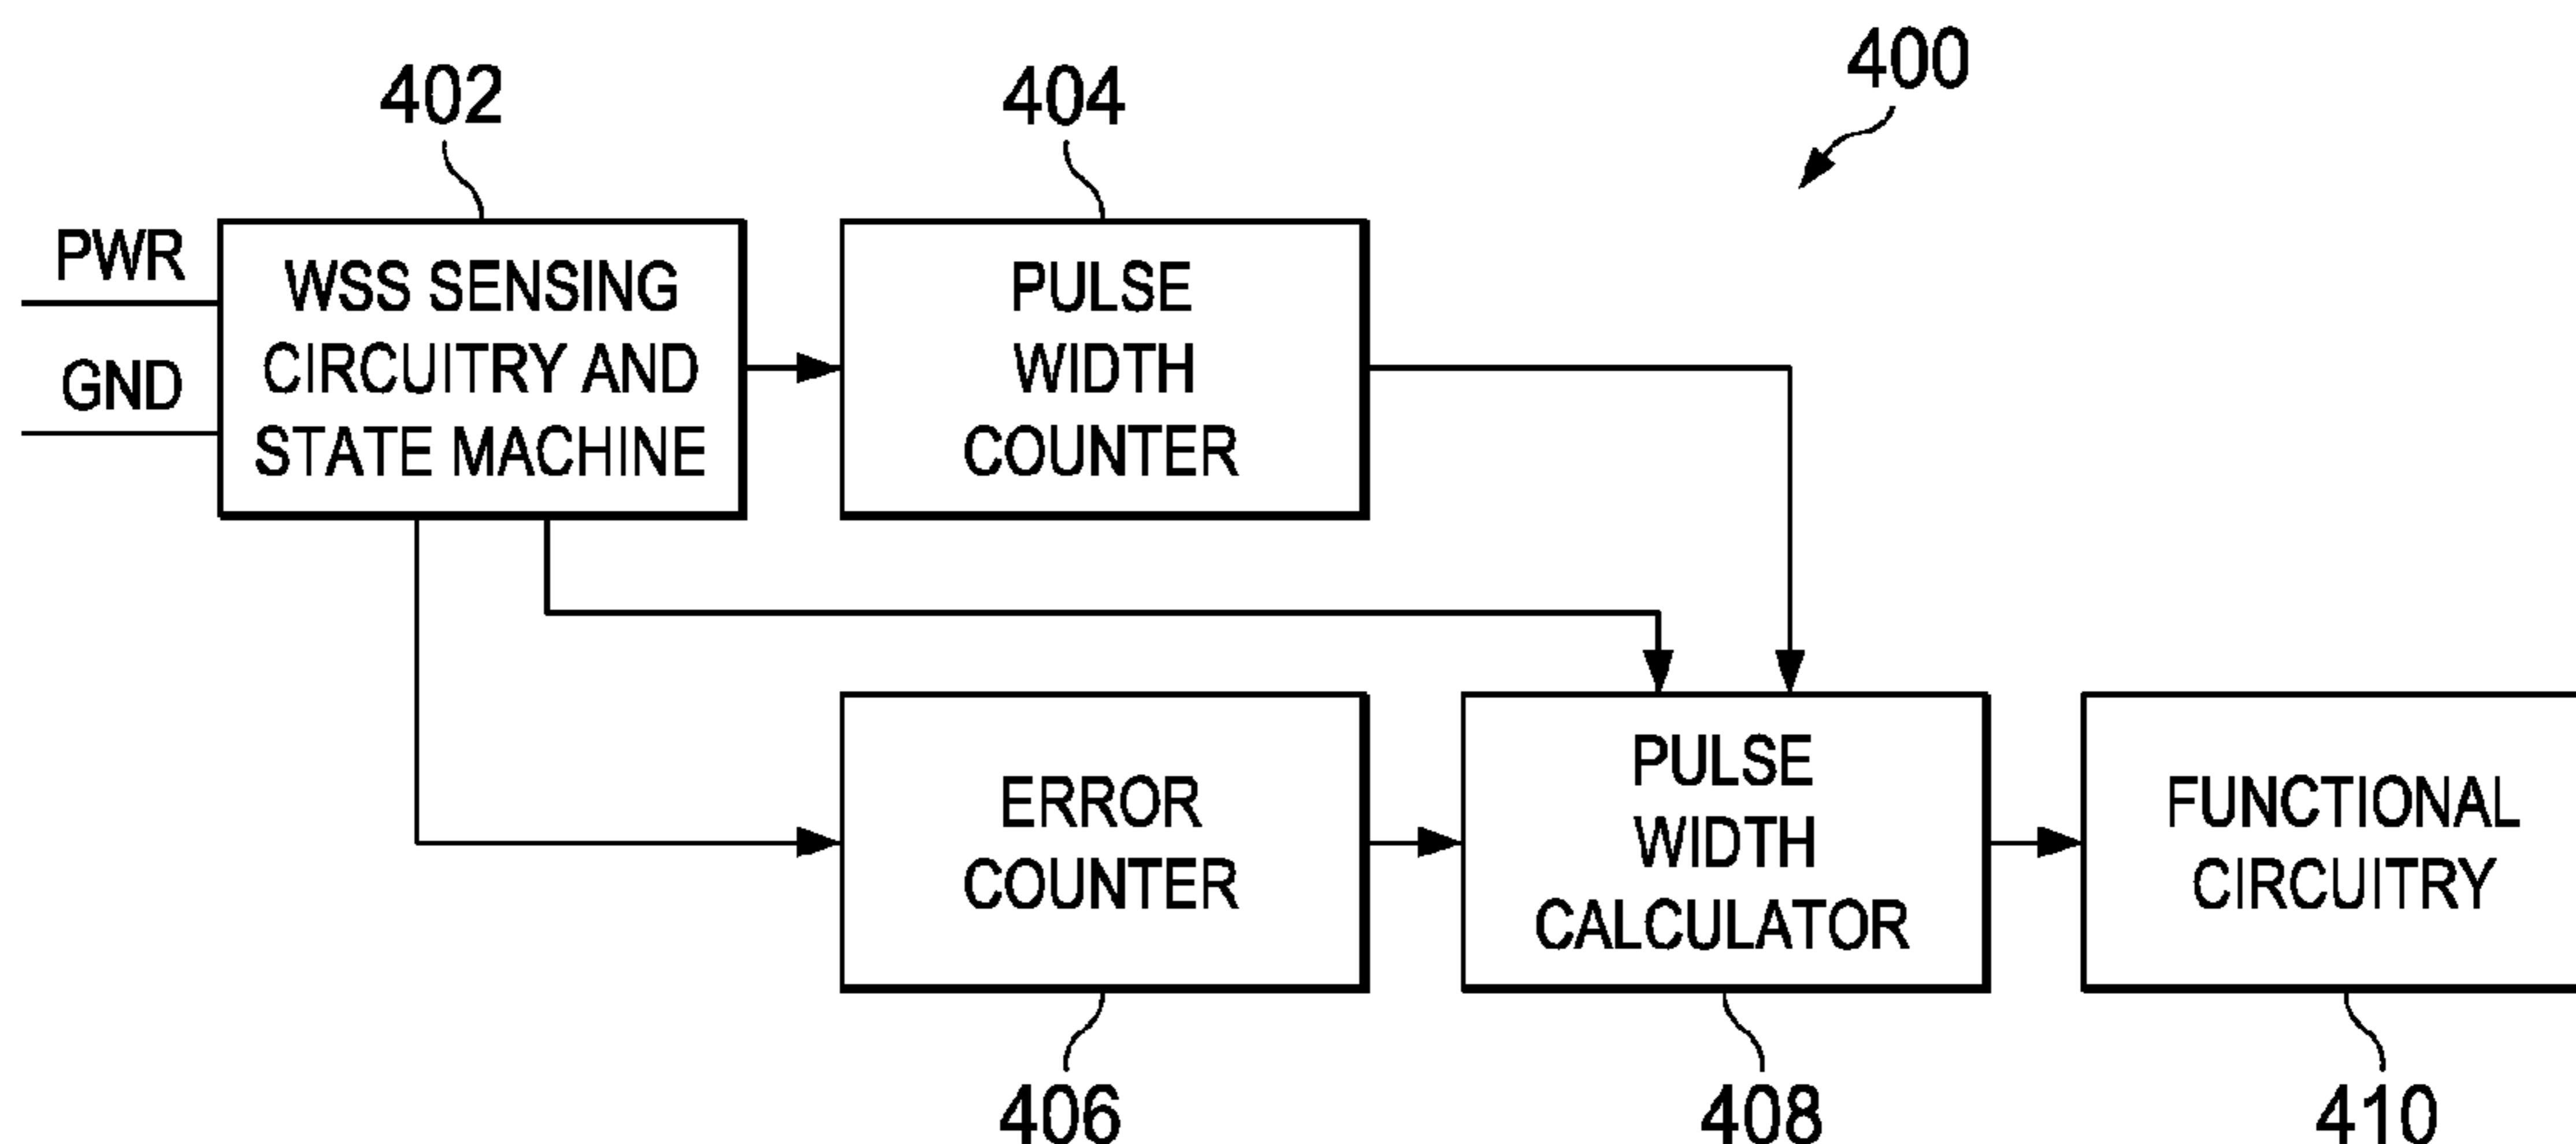 400
402
404
PWR
GND
WSS SENSING
CIRCUITRY AND
STATE MACHINE
PULSE
WIDTH
COUNTER
ERROR
COUNTER
PULSE
WIDTH
CALCULATOR
FUNCTIONAL
CIRCUITRY
406
408
410